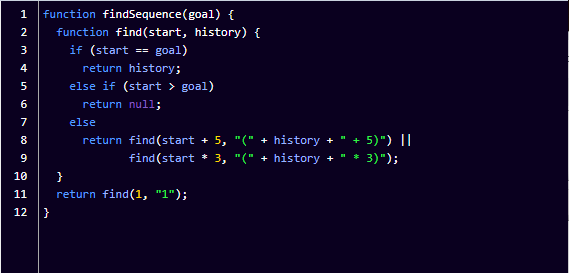 1 function findSequence(goal) {
2   function find(start, history) {
3     if (start == goal)
4       return history;
5     else if (start > goal)
6       return null;
7     else
8       return find(start + 5, "(" + history + " + 5)") ||
9              find(start * 3, "(" + history + " * 3)");
10   }
11   return find(1, "1");
12 }